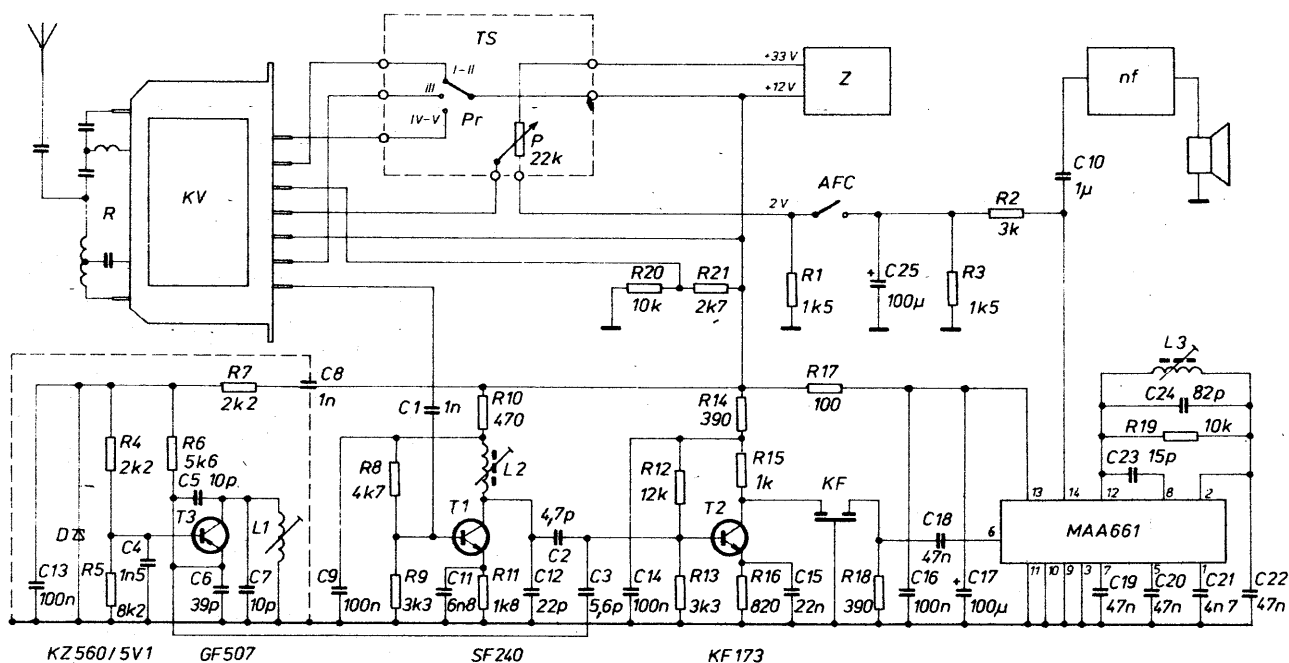 TS
I-II
III
IV-V
Pr
P
22k
+33 V
+12V
Z
nf
KV
R
C10
1µ
AFC
2 V
R2
3k
R1
1k5
+
C25
100µ
R3
1k5
R20
10k
R21
2k7
L3
C24
82p
R19
10k
C23
15p
R7
2k2
C8
1n
C1
1n
R10
470
R14
390
R17
100
R4
2k2
R6
5k6
C5
10p
R8
4k7
L2
R12
12k
R15
1k
KF
T3
L1
T1
4,7p
C2
T2
C18
47n
13
14
12
8
2
6
MAA661
11
10
9
3
7
5
1
D
C4
1n5
R5
8k2
C13
100n
C6
39p
C7
10p
C9
100n
R9
3k3
C11
6n8
R11
1k8
C12
22p
C3
5,6p
C14
100n
R13
3k3
R16
820
C15
22n
R18
390
C16
100n
+
C17
100µ
C19
47n
C20
47n
C21
4n7
C22
47n
KZ560/5V1
GF507
SF240
KF173